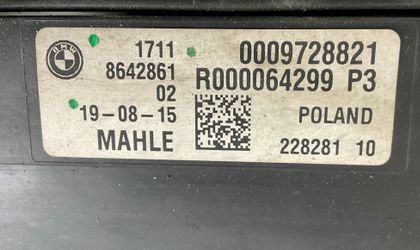 BMW
1711 0009728821
8642861 R000064299 P3
02
19-08-15 POLAND
MAHLE 228281 10